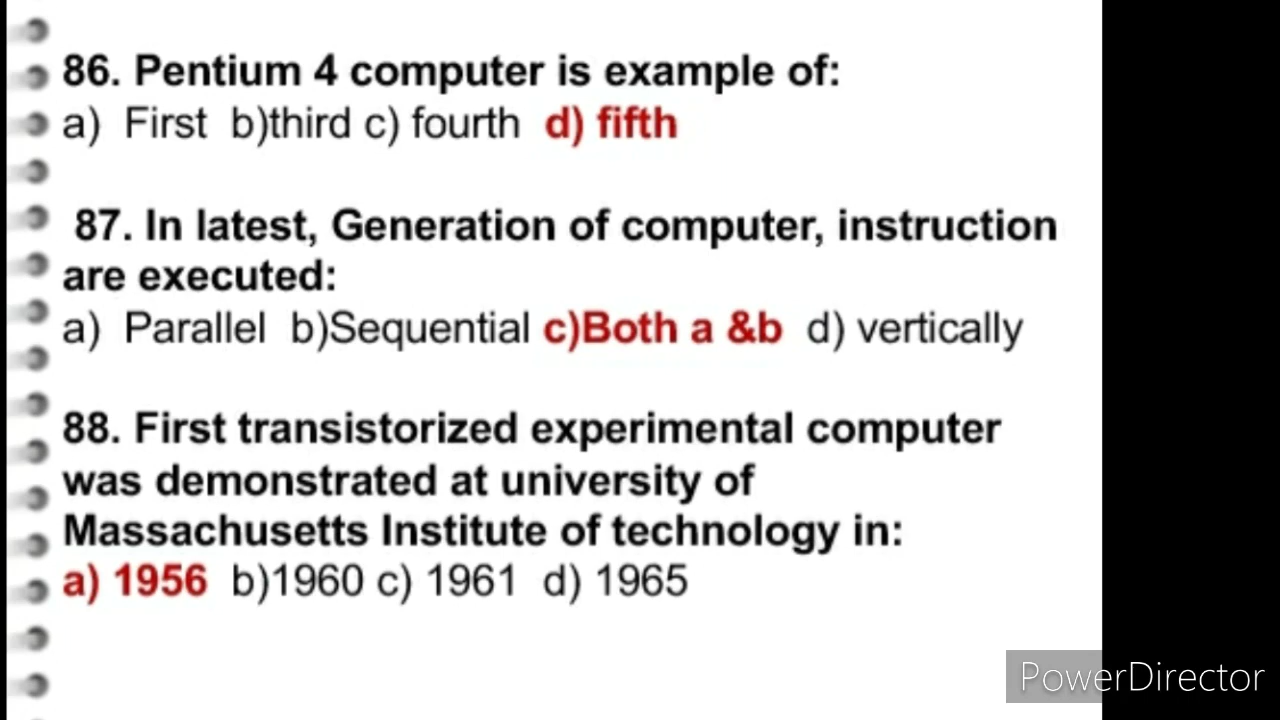 86. Pentium 4 computer is example of:
a) First b)third c) fourth d) fifth
87. In latest, Generation of computer, instruction
are executed:
a) Parallel b)Sequential c)Both a &b d) vertically
88. First transistorized experimental computer
was demonstrated at university of
Massachusetts Institute of technology in:
a) 1956 b)1960 c) 1961 d) 1965
PowerDirector